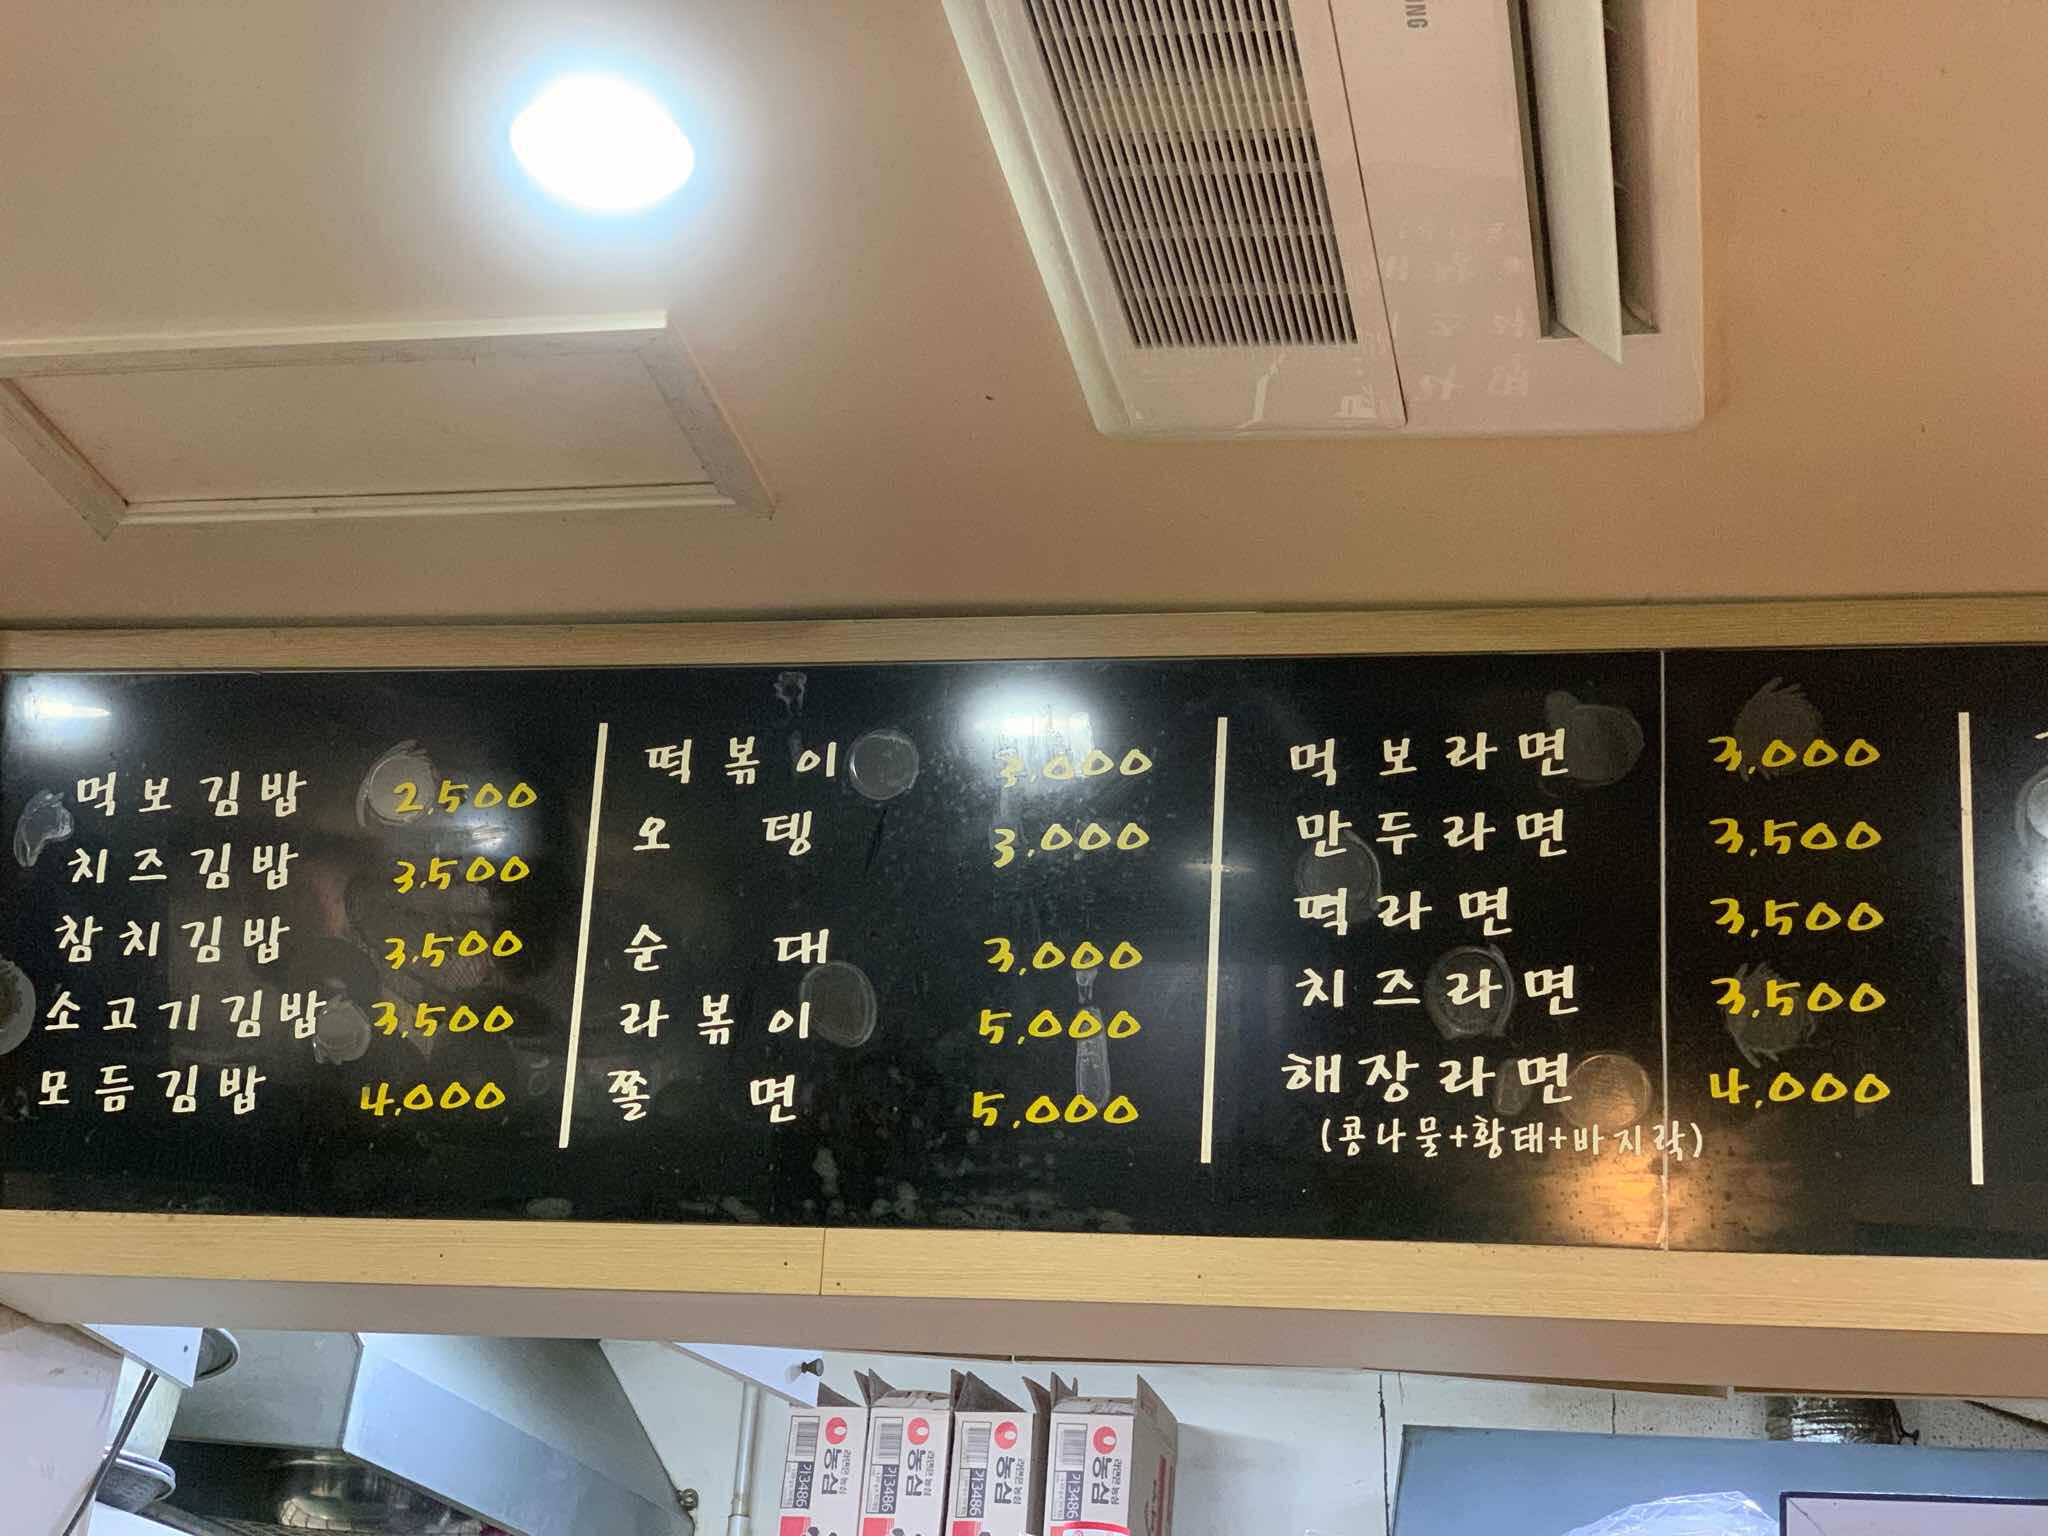 먹보김밥 2,500
치즈김밥 3,500
참치김밥 3,500
소고기김밥 3,500
모듬김밥 4,000
떡볶이 3,000
오뎅 3,000
순대 3,000
라볶이 5,000
쫄면 5,000
먹보라면 3,000
만두라면 3,500
떡라면 3,500
치즈라면 3,500
해장라면 4,000
(콩나물+황태+바지락)
농심
농심
농심
농심